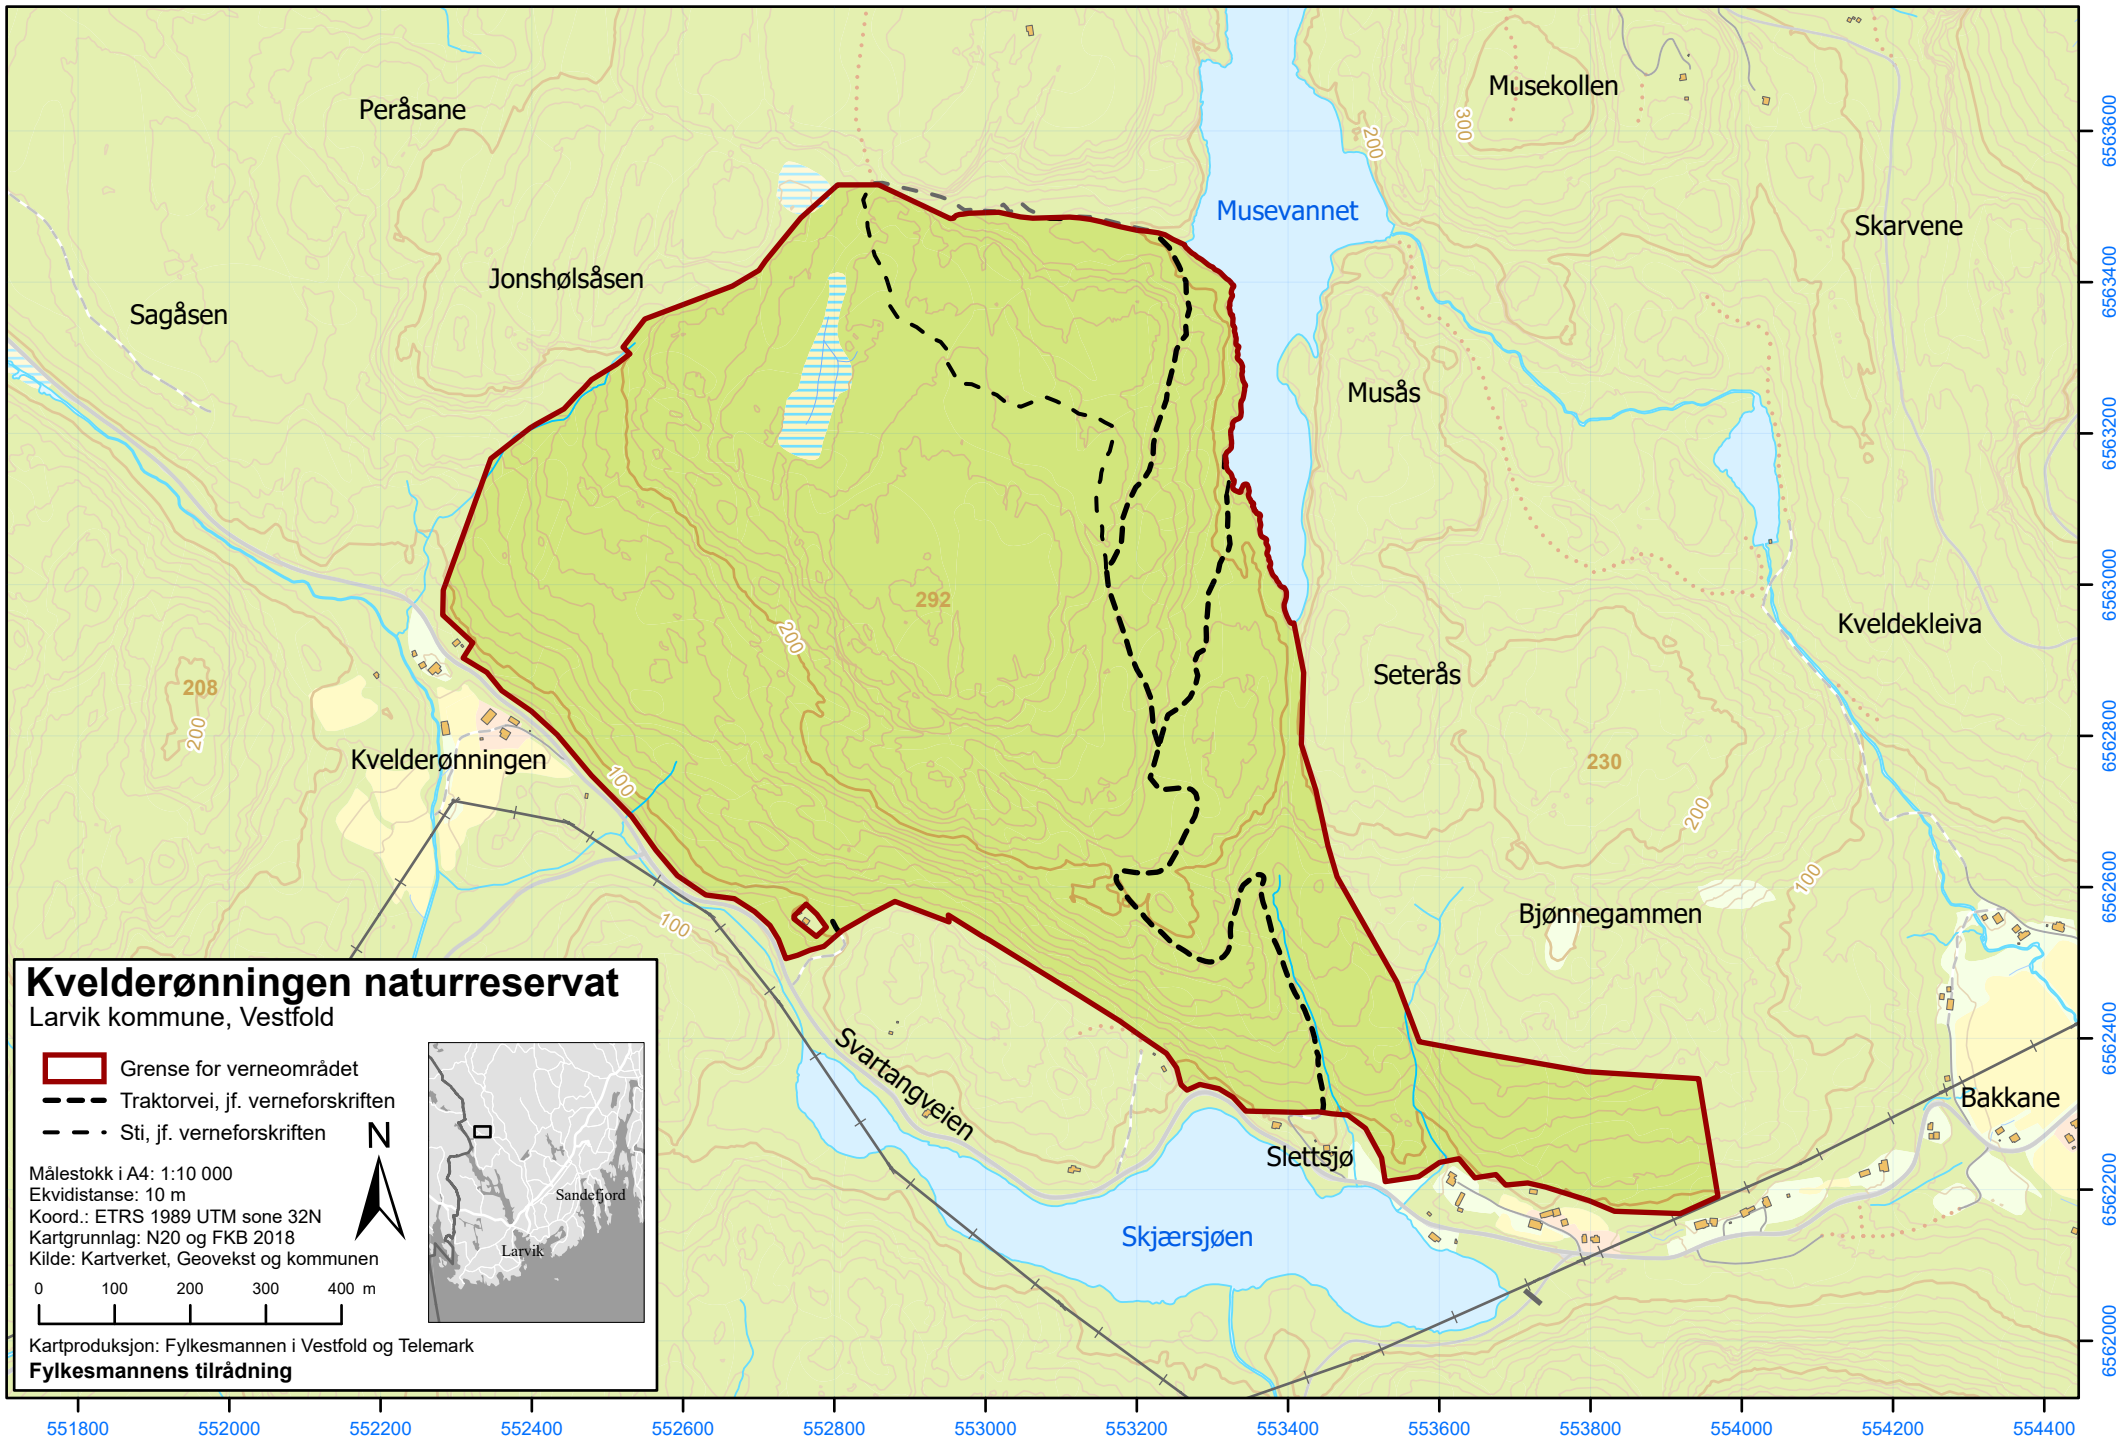 Musekollen
Peråsane
300
200
6563600
Musevannet
Skarvene
Jonshølsåsen
6563400
Sagåsen
Musås
6563200
6563000
292
Kveldekleiva
200
Seterås
208
200
6562800
Kvelderønningen
230
100
200
6562600
100
100
Bjønnegammen
Kvelderønningen naturreservat
Larvik kommune, Vestfold
Grense for verneområdet
Traktorvei, jf. verneforskriften
Sti, jf. verneforskriften
N
Målestokk i A4: 1:10 000
Ekvidistanse: 10 m
Koord.: ETRS 1989 UTM sone 32N
Kartgrunnlag: N20 og FKB 2018
Kilde: Kartverket, Geovekst og kommunen
0 100 200 300 400 m
Kartproduksjon: Fylkesmannen i Vestfold og Telemark
Fylkesmannens tilrådning
Sandefjord
Larvik
N
Svartangveien
6562400
Bakkane
Slettsjø
6562200
Skjærsjøen
6562000
551800 552000 552200 552400 552600 552800 553000 553200 553400 553600 553800 554000 554200 554400